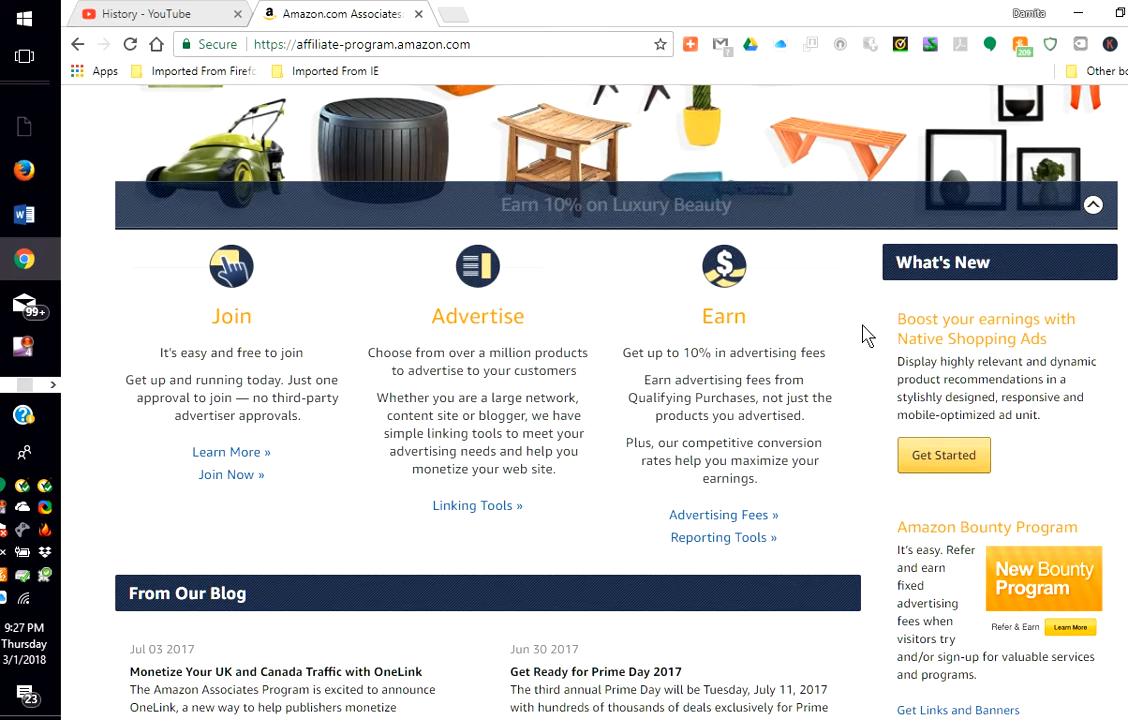 History - YouTube
Amazon.com Associates
Damita
Secure
https://affiliate-program.amazon.com
7
209
K
Apps
Imported From Firefo
Imported From IE
Other bo
Earn 10% on Luxury Beauty
Join
It's easy and free to join
Get up and running today. Just one
approval to join — no third-party
advertiser approvals.
Learn More »
Join Now »
Advertise
Choose from over a million products
to advertise to your customers
Whether you are a large network,
content site or blogger, we have
simple linking tools to meet your
advertising needs and help you
monetize your web site.
Linking Tools »
Earn
Get up to 10% in advertising fees
Earn advertising fees from
Qualifying Purchases, not just the
products you advertised.
Plus, our competitive conversion
rates help you maximize your
earnings.
Advertising Fees »
Reporting Tools »
What's New
Boost your earnings with
Native Shopping Ads
Display highly relevant and dynamic
product recommendations in a
stylishly designed, responsive and
mobile-optimized ad unit.
Get Started
Amazon Bounty Program
It's easy. Refer
and earn
fixed
advertising
fees when
visitors try
and/or sign-up for valuable services
and programs.
New Bounty
Program
Refer & Earn
Learn More
Get Links and Banners
From Our Blog
Jul 03 2017
Monetize Your UK and Canada Traffic with OneLink
The Amazon Associates Program is excited to announce
OneLink, a new way to help publishers monetize
Jun 30 2017
Get Ready for Prime Day 2017
The third annual Prime Day will be Tuesday, July 11, 2017
with hundreds of thousands of deals exclusively for Prime
99+
4
9:27 PM
Thursday
3/1/2018
23